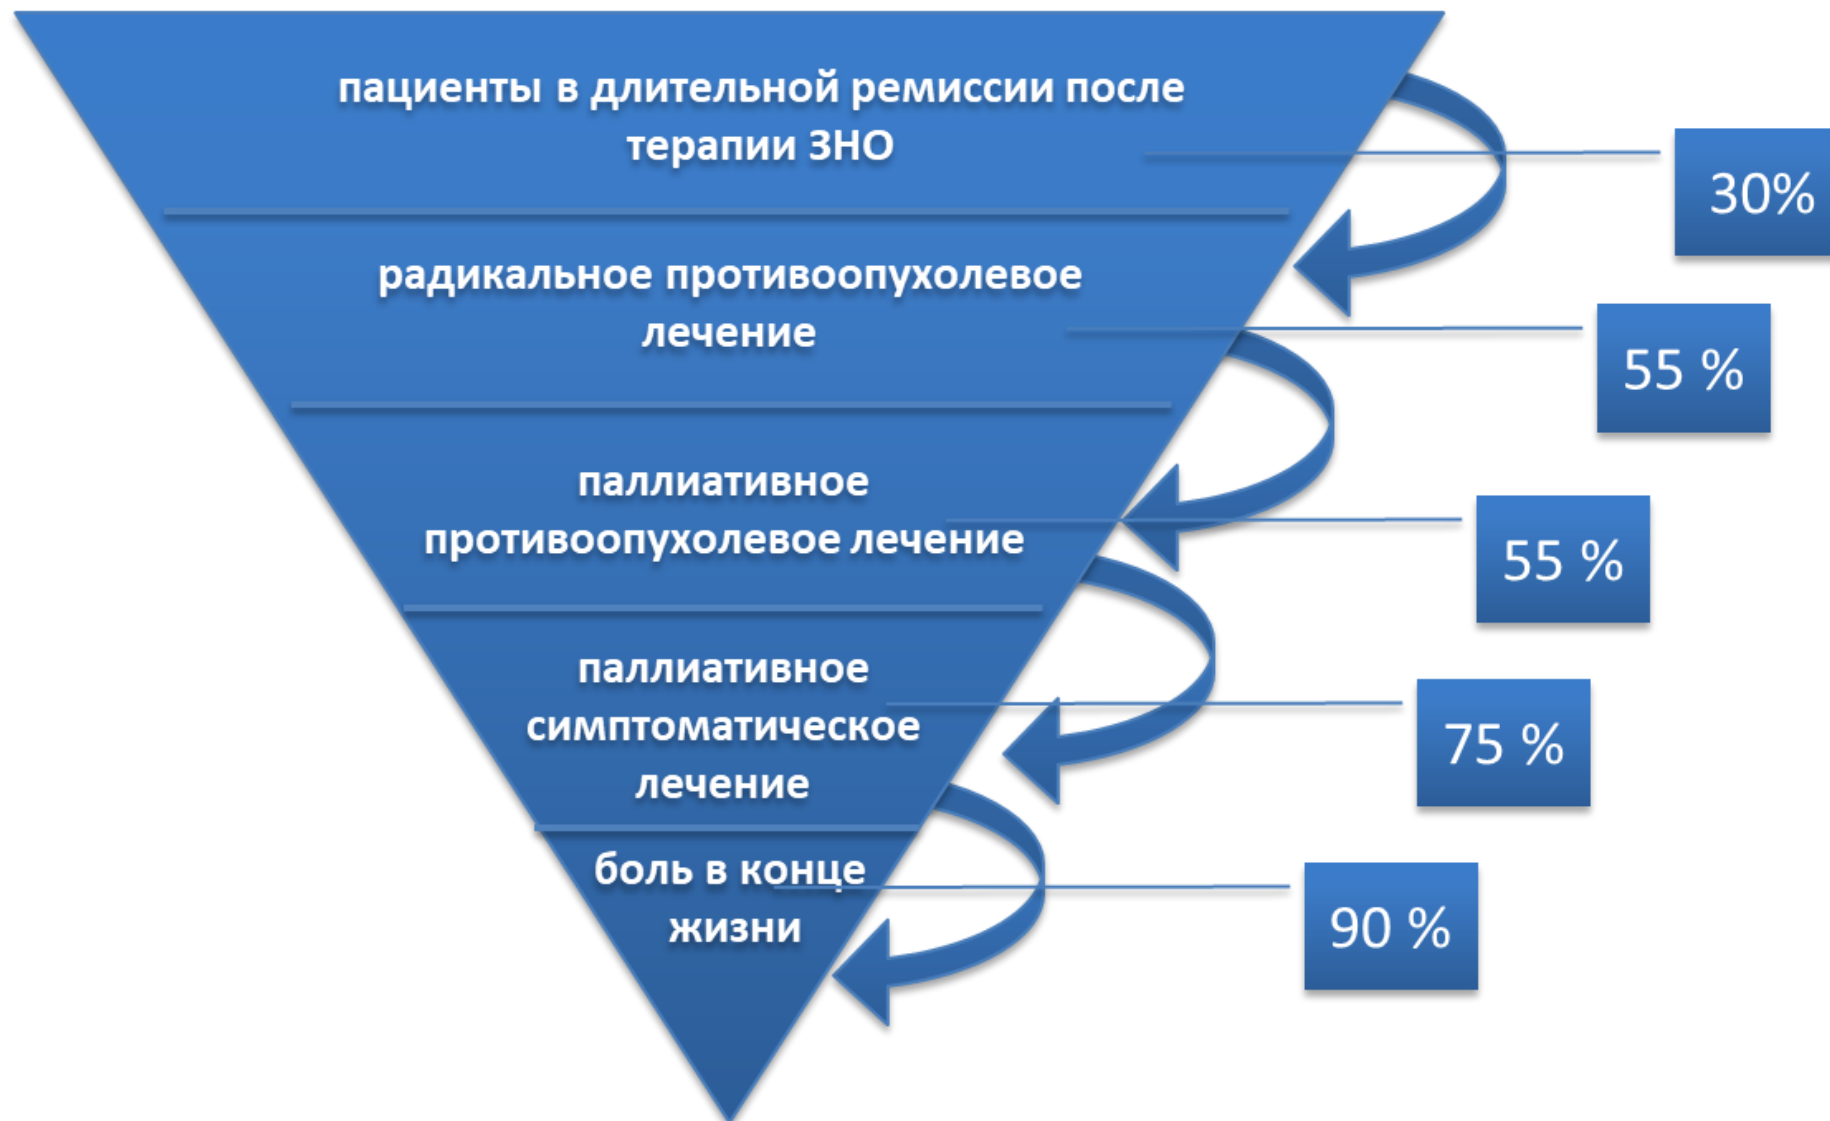 пациенты в длительной ремиссии после
терапии ЗНО
30%
радикальное противоопухолевое
лечение
55 %
паллиативное
противоопухолевое лечение
55 %
паллиативное
симптоматическое
лечение
75 %
боль в конце
жизни
90 %